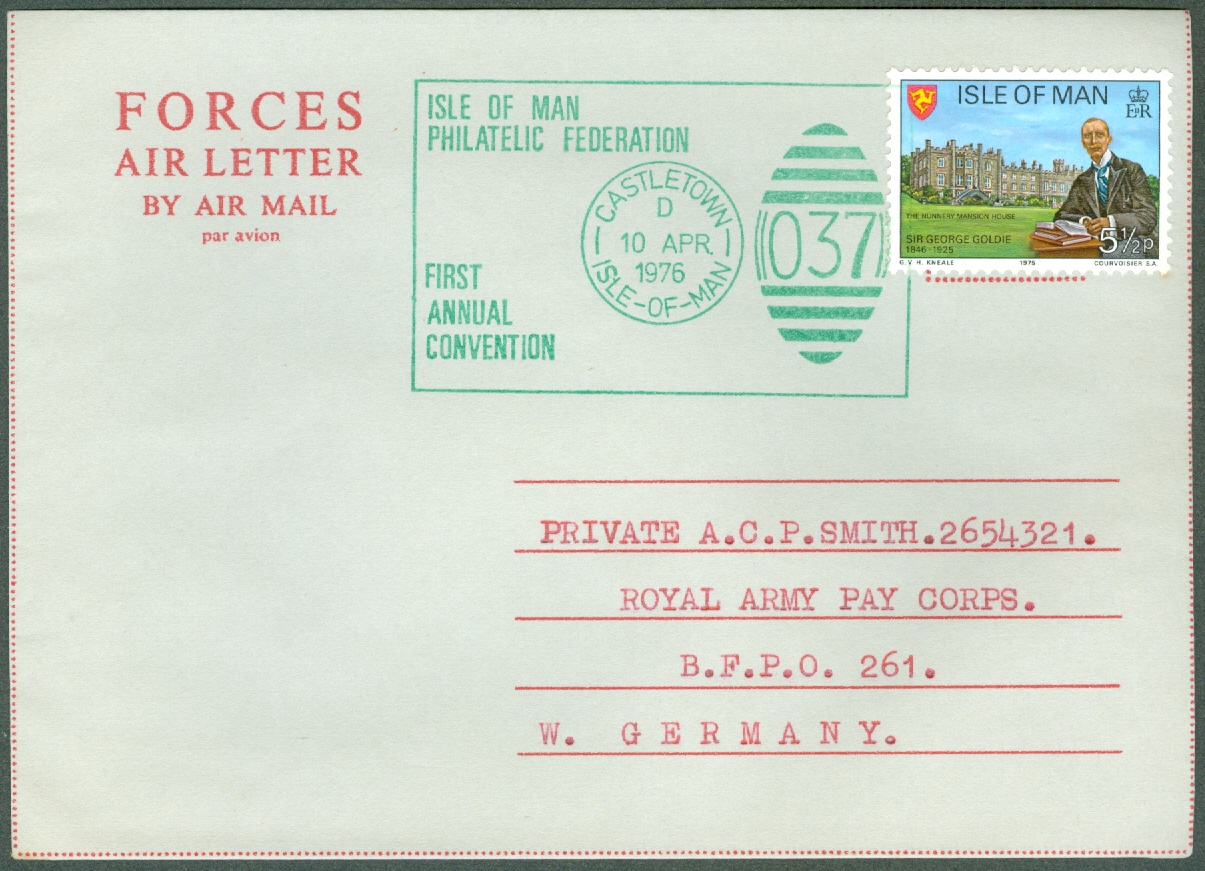 FORCES
AIR LETTER
BY AIR MAIL
par avion
ISLE OF MAN
PHILATELIC FEDERATION
FIRST
ANNUAL
CONVENTION
CASTLETOWN
D
10 APR.
1976
ISLE-OF-MAN
037
ISLE OF MAN
E II R
THE NUNNERY MANSION HOUSE
SIR GEORGE GOLDIE
1846-1925
5½p
G. V. H. KNEALE 1975 COURVOISIER S.A.
PRIVATE A.C.P.SMITH.2654321.
ROYAL ARMY PAY CORPS.
B.F.P.O. 261.
W. GERMANY.